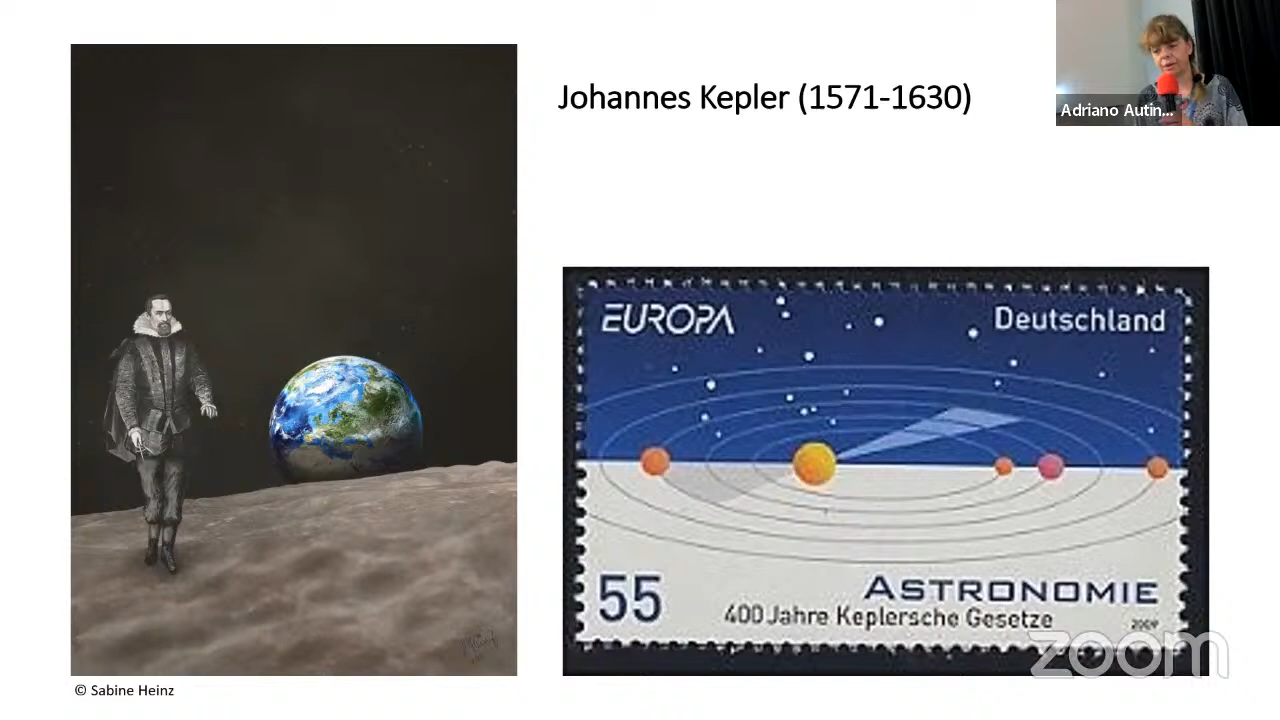 Johannes Kepler (1571-1630)
Adriano Autin...
EUROPA
Deutschland
55
ASTRONOMIE
400 Jahre Keplersche Gesetze
2009
zoom
© Sabine Heinz